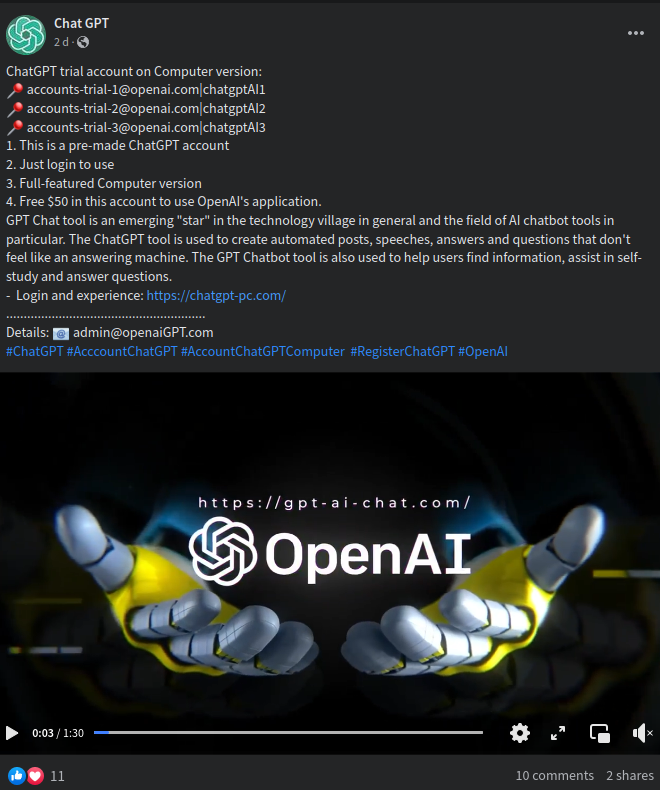 Chat GPT
2 d ·
ChatGPT trial account on Computer version:
📍 accounts-trial-1@openai.com|chatgptAI1
📍 accounts-trial-2@openai.com|chatgptAI2
📍 accounts-trial-3@openai.com|chatgptAI3
1. This is a pre-made ChatGPT account
2. Just login to use
3. Full-featured Computer version
4. Free $50 in this account to use OpenAI's application.
GPT Chat tool is an emerging "star" in the technology village in general and the field of AI chatbot tools in
particular. The ChatGPT tool is used to create automated posts, speeches, answers and questions that don't
feel like an answering machine. The GPT Chatbot tool is also used to help users find information, assist in self-
study and answer questions.
- Login and experience: https://chatgpt-pc.com/
.........................................................
Details: 📧 admin@openaiGPT.com
#ChatGPT #AcccountChatGPT #AccountChatGPTComputer #RegisterChatGPT #OpenAI
https://gpt-ai-chat.com/
OpenAI
0:03 / 1:30
11 10 comments 2 shares